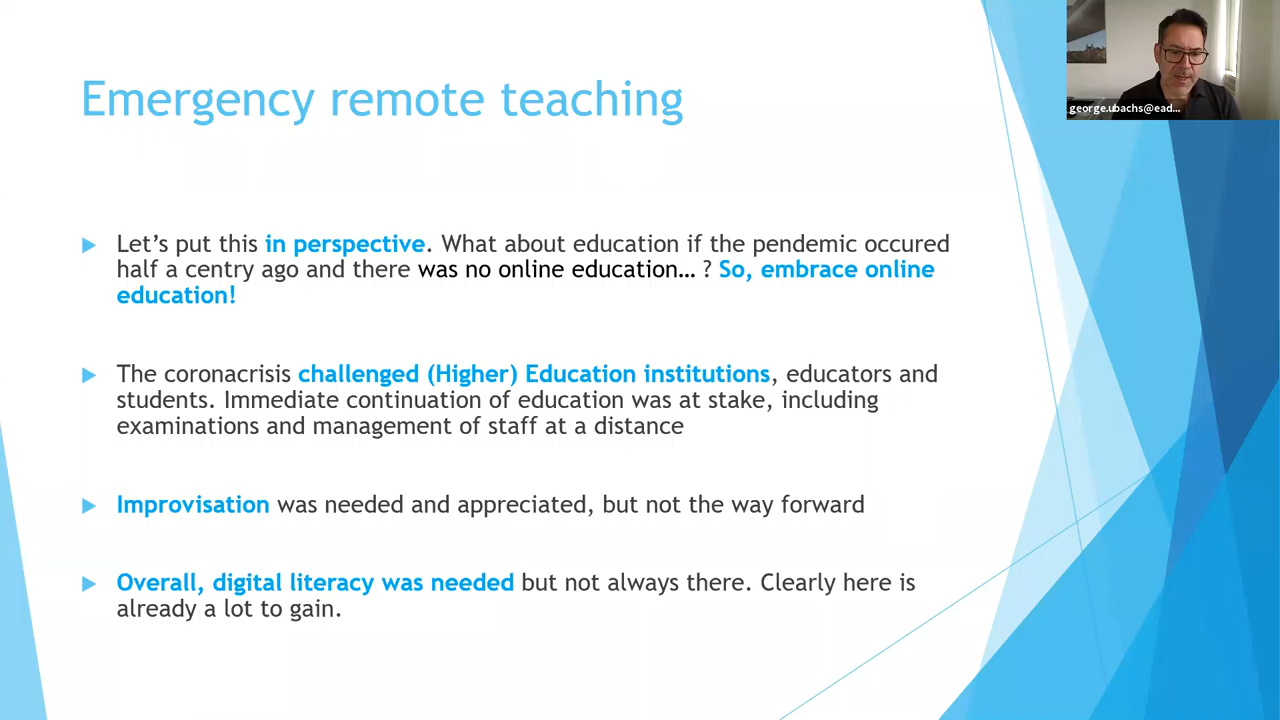 Emergency remote teaching
george.ubachs@ead...
Let’s put this in perspective. What about education if the pendemic occured
half a centry ago and there was no online education… ? So, embrace online
education!
The coronacrisis challenged (Higher) Education institutions, educators and
students. Immediate continuation of education was at stake, including
examinations and management of staff at a distance
Improvisation was needed and appreciated, but not the way forward
Overall, digital literacy was needed but not always there. Clearly here is
already a lot to gain.